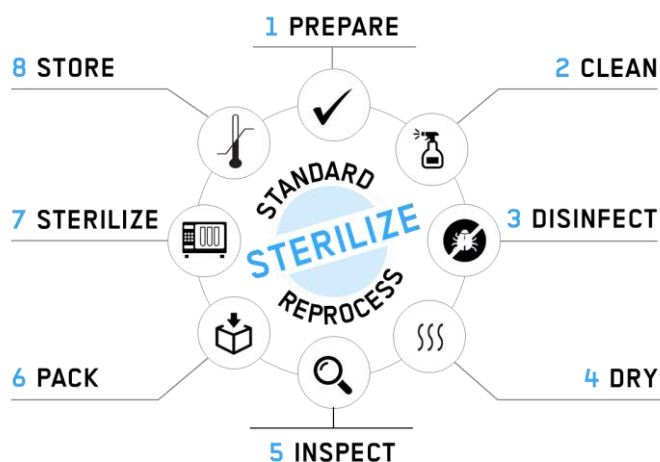 1 PREPARE
2 CLEAN
3 DISINFECT
4 DRY
5 INSPECT
6 PACK
7 STERILIZE
8 STORE
STANDARD
STERILIZE
REPROCESS